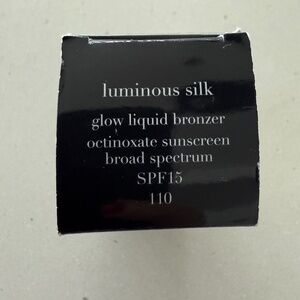 luminous silk
glow liquid bronzer
octinoxate sunscreen
broad spectrum
SPF15
110